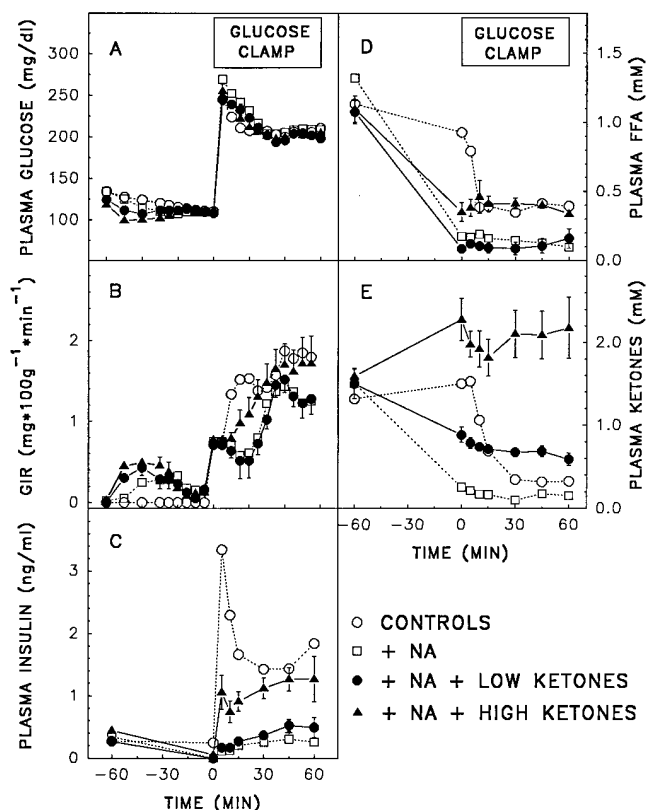 A
GLUCOSE
CLAMP
PLASMA GLUCOSE (mg/dl)
350
300
250
200
150
100
D
GLUCOSE
CLAMP
PLASMA FFA (mM)
1.5
1.0
0.5
0.0
B
GIR (mg*100g⁻¹*min⁻¹)
2
1
0
E
PLASMA KETONES (mM)
2
1
0
−60
−30
0
30
60
TIME (MIN)
C
PLASMA INSULIN (ng/ml)
3
2
1
0
−60
−30
0
30
60
TIME (MIN)
CONTROLS
+ NA
+ NA + LOW KETONES
+ NA + HIGH KETONES